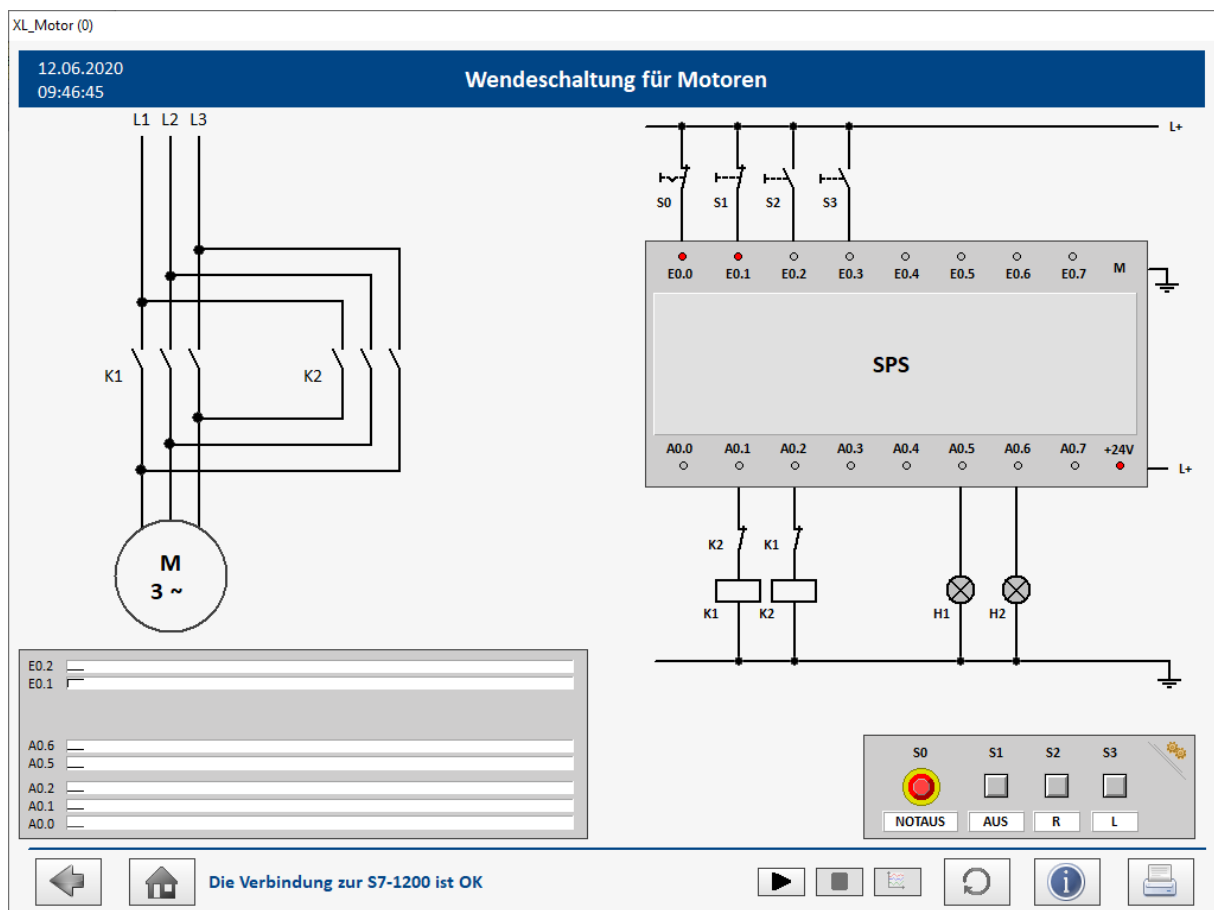 XL_Motor (0)
12.06.2020
09:46:45
Wendeschaltung für Motoren
L1 L2 L3
L+
S0 S1 S2 S3
E0.0 E0.1 E0.2 E0.3 E0.4 E0.5 E0.6 E0.7 M
K1 K2
SPS
A0.0 A0.1 A0.2 A0.3 A0.4 A0.5 A0.6 A0.7 +24V
L+
M
3 ~
K2 K1
K1 K2 H1 H2
E0.2
E0.1
A0.6
A0.5
A0.2
A0.1
A0.0
S0 S1 S2 S3
NOTAUS AUS R L
Die Verbindung zur S7-1200 ist OK
i